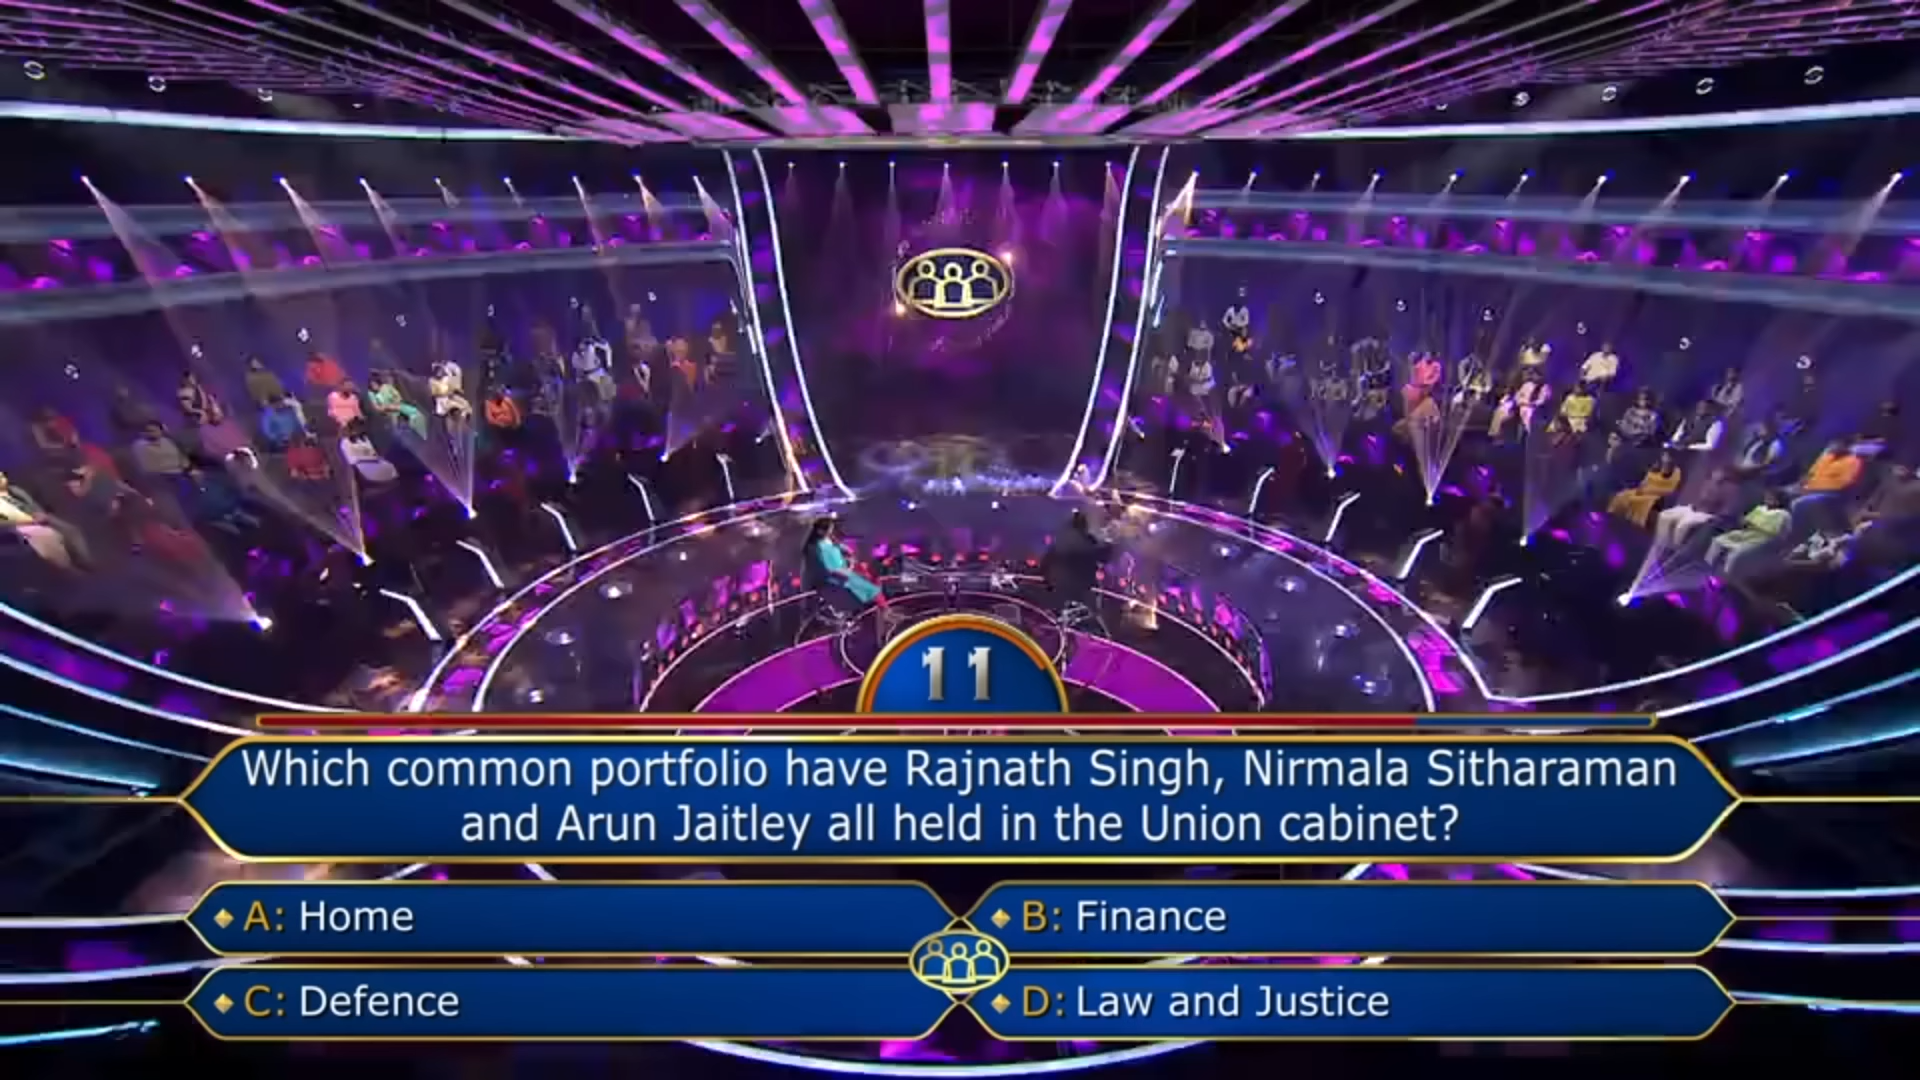 11
Which common portfolio have Rajnath Singh, Nirmala Sitharaman
and Arun Jaitley all held in the Union cabinet?
A: Home
B: Finance
C: Defence
D: Law and Justice